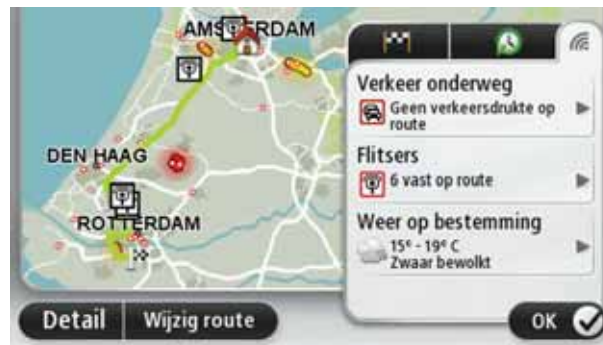 AMSTERDAM
Verkeer onderweg
Geen verkeersdrukte op
route
DEN HAAG
Flitsers
6 vast op route
ROTTERDAM
Weer op bestemming
15° - 19° C
Zwaar bewolkt
Detail
Wijzig route
OK